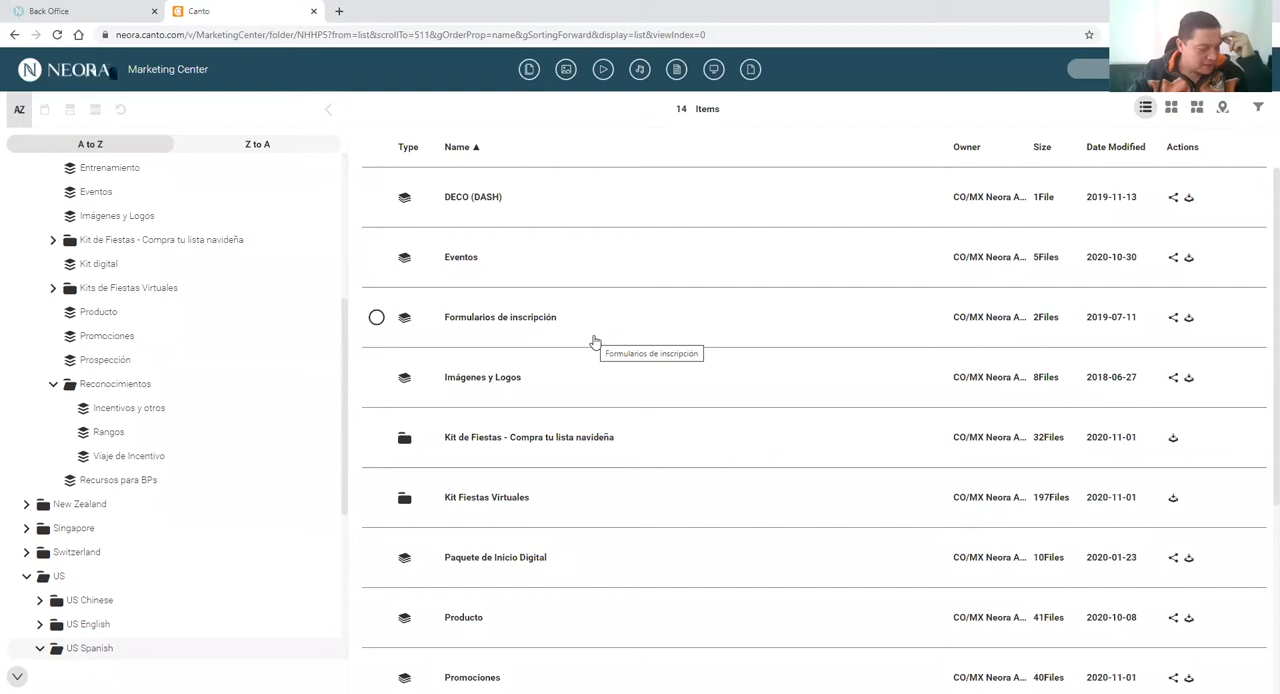 Back Office
Canto
neora.canto.com/v/MarketingCenter/folder/NHHP5?from=list&scrollTo=511&gOrderProp=name&gSortingForward&display=list&viewIndex=0
NEORA Marketing Center
AZ
14 Items
A to Z Z to A
Type Name ▲ Owner Size Date Modified Actions
Entrenamiento
Eventos
Imágenes y Logos
Kit de Fiestas - Compra tu lista navideña
Kit digital
Kits de Fiestas Virtuales
Producto
Promociones
Prospección
Reconocimientos
Incentivos y otros
Rangos
Viaje de Incentivo
Recursos para BPs
New Zealand
Singapore
Switzerland
US
US Chinese
US English
US Spanish
DECO (DASH) CO/MX Neora A... 1File 2019-11-13
Eventos CO/MX Neora A... 5Files 2020-10-30
Formularios de inscripción CO/MX Neora A... 2Files 2019-07-11
Formularios de inscripción
Imágenes y Logos CO/MX Neora A... 8Files 2018-06-27
Kit de Fiestas - Compra tu lista navideña CO/MX Neora A... 32Files 2020-11-01
Kit Fiestas Virtuales CO/MX Neora A... 197Files 2020-11-01
Paquete de Inicio Digital CO/MX Neora A... 10Files 2020-01-23
Producto CO/MX Neora A... 41Files 2020-10-08
Promociones CO/MX Neora A... 40Files 2020-11-01